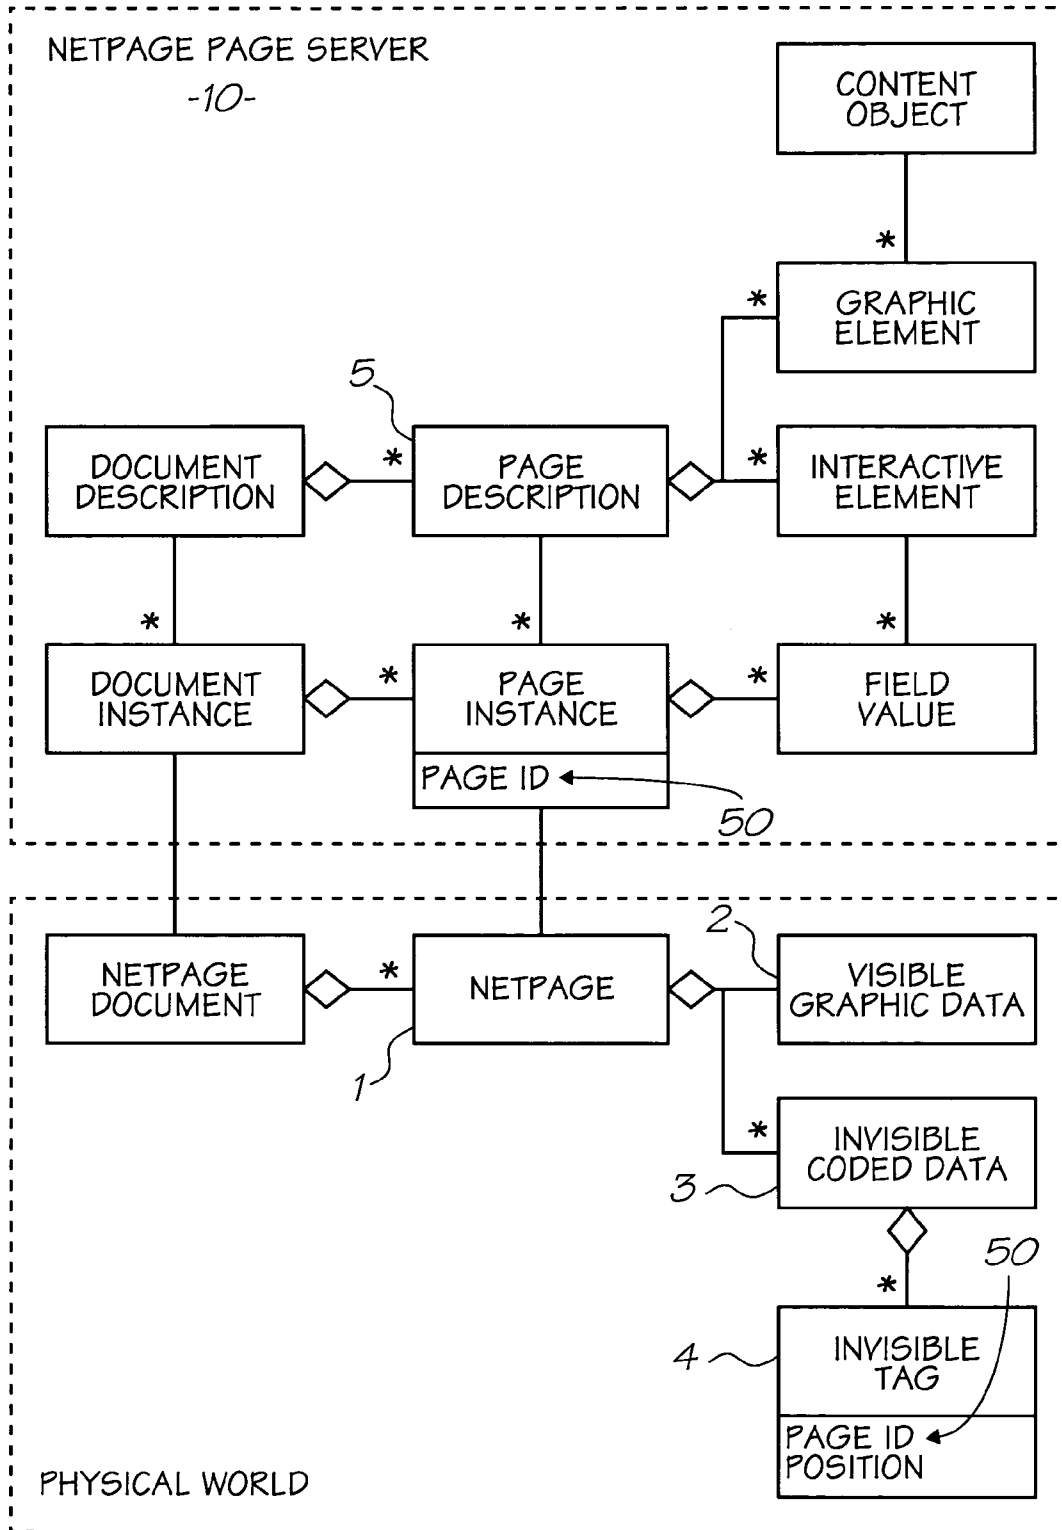 NETPAGE PAGE SERVER
-10-
CONTENT
OBJECT
*
*
GRAPHIC
ELEMENT
5
DOCUMENT
DESCRIPTION
*
PAGE
DESCRIPTION
*
INTERACTIVE
ELEMENT
*
*
*
DOCUMENT
INSTANCE
*
PAGE
INSTANCE
*
FIELD
VALUE
PAGE ID
50
2
NETPAGE
DOCUMENT
*
NETPAGE
VISIBLE
GRAPHIC DATA
1
*
INVISIBLE
CODED DATA
3
50
*
4
INVISIBLE
TAG
PAGE ID
POSITION
PHYSICAL WORLD